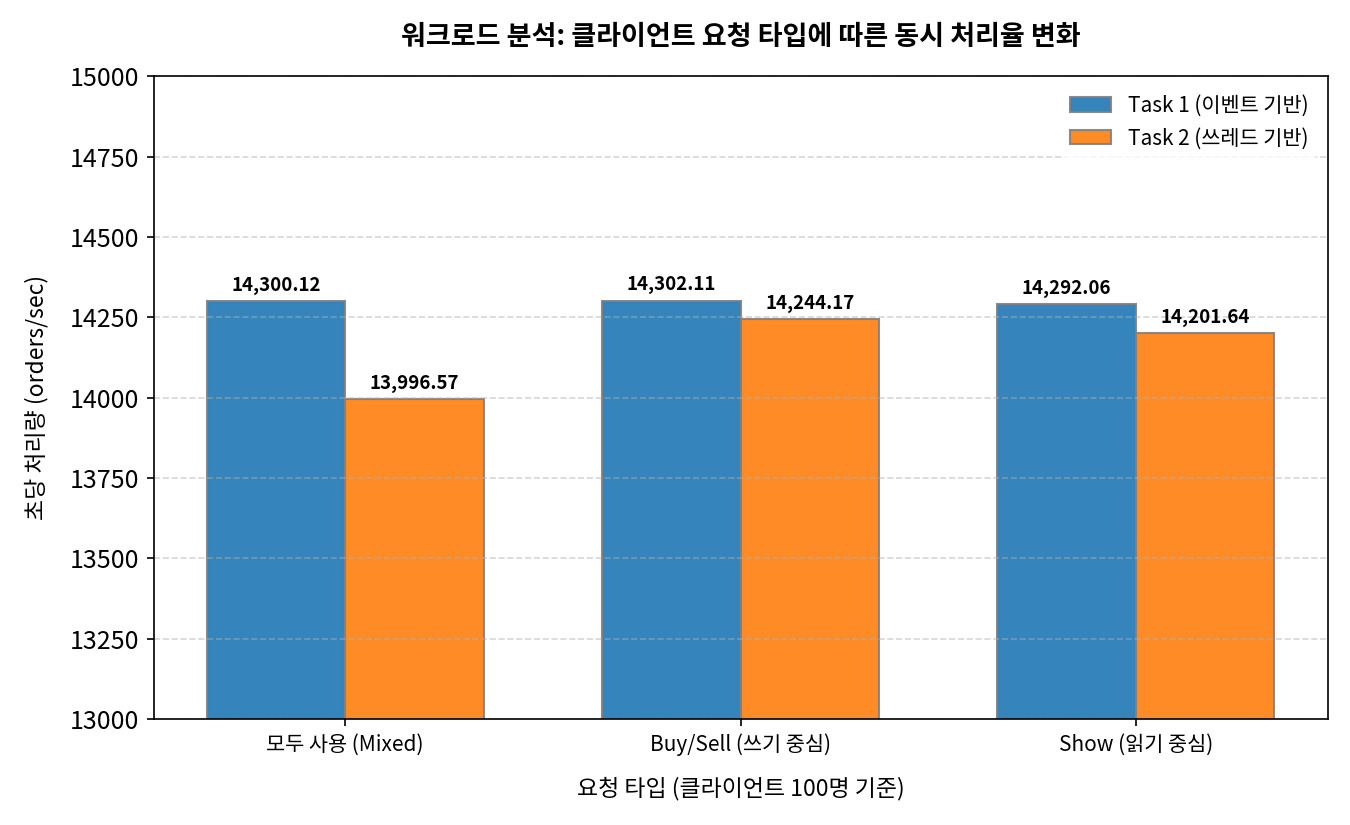 워크로드 분석: 클라이언트 요청 타입에 따른 동시 처리율 변화
Task 1 (이벤트 기반)
Task 2 (쓰레드 기반)
초당 처리량 (orders/sec)
15000
14750
14500
14250
14000
13750
13500
13250
13000
14,300.12
13,996.57
14,302.11
14,244.17
14,292.06
14,201.64
모두 사용 (Mixed)
Buy/Sell (쓰기 중심)
Show (읽기 중심)
요청 타입 (클라이언트 100명 기준)